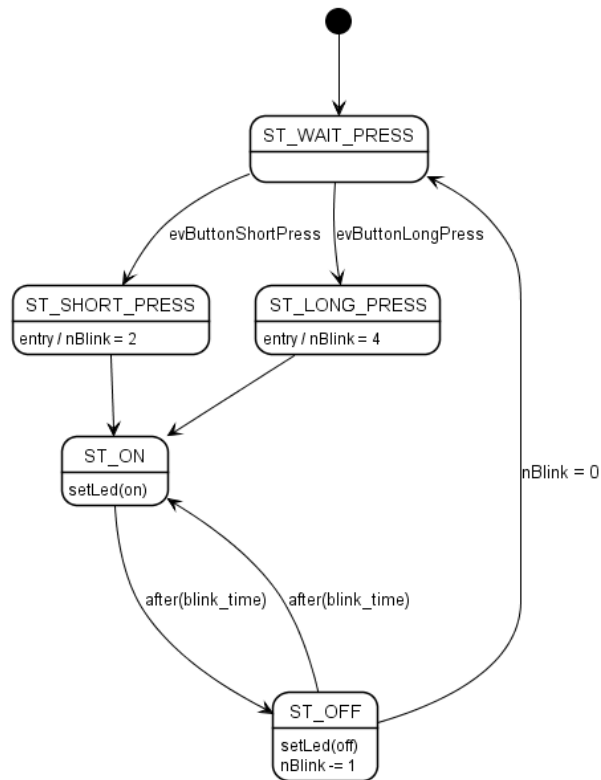 ST_WAIT_PRESS
evButtonShortPress
evButtonLongPress
ST_SHORT_PRESS
entry / nBlink = 2
ST_LONG_PRESS
entry / nBlink = 4
ST_ON
setLed(on)
nBlink = 0
after(blink_time)
after(blink_time)
ST_OFF
setLed(off)
nBlink -= 1